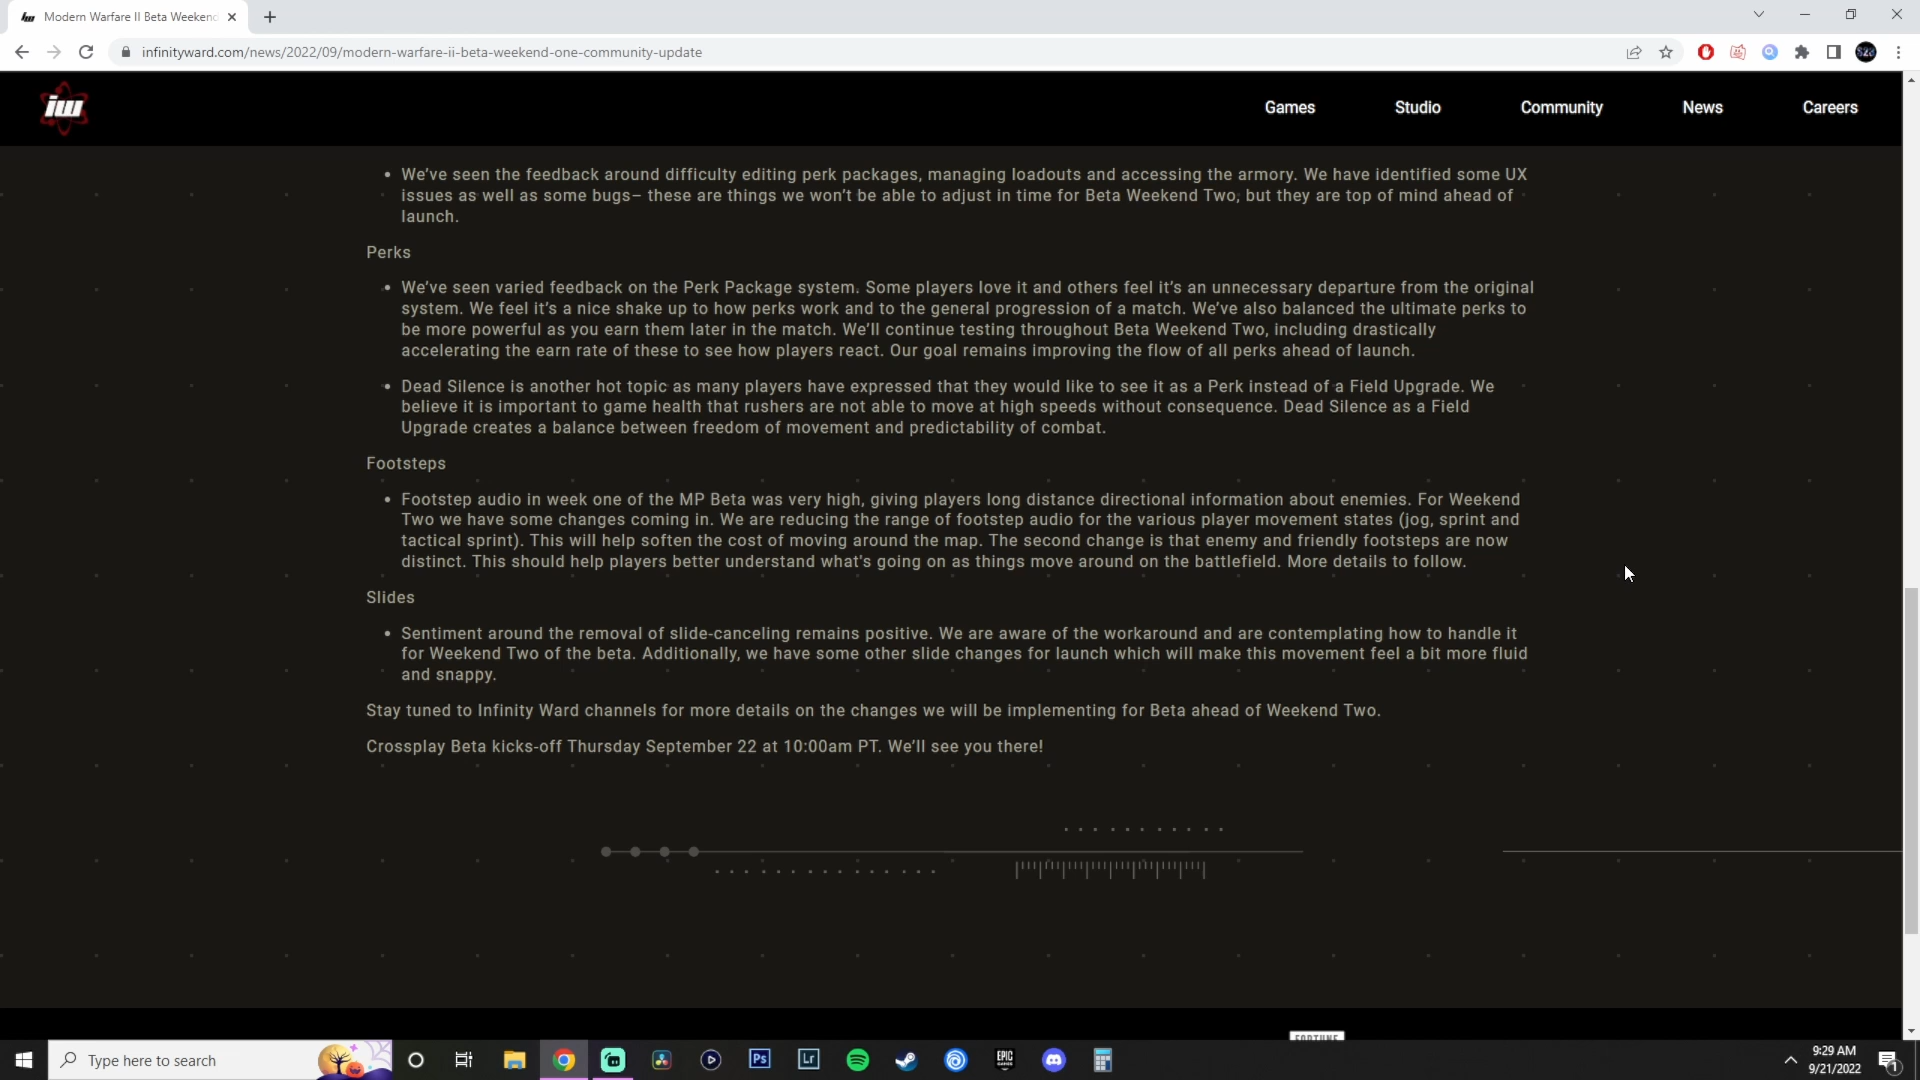 Modern Warfare II Beta Weekend
infinityward.com/news/2022/09/modern-warfare-ii-beta-weekend-one-community-update
iw
Games
Studio
Community
News
Careers
• We've seen the feedback around difficulty editing perk packages, managing loadouts and accessing the armory. We have identified some UX
issues as well as some bugs– these are things we won't be able to adjust in time for Beta Weekend Two, but they are top of mind ahead of
launch.
Perks
• We've seen varied feedback on the Perk Package system. Some players love it and others feel it's an unnecessary departure from the original
system. We feel it's a nice shake up to how perks work and to the general progression of a match. We've also balanced the ultimate perks to
be more powerful as you earn them later in the match. We'll continue testing throughout Beta Weekend Two, including drastically
accelerating the earn rate of these to see how players react. Our goal remains improving the flow of all perks ahead of launch.
• Dead Silence is another hot topic as many players have expressed that they would like to see it as a Perk instead of a Field Upgrade. We
believe it is important to game health that rushers are not able to move at high speeds without consequence. Dead Silence as a Field
Upgrade creates a balance between freedom of movement and predictability of combat.
Footsteps
• Footstep audio in week one of the MP Beta was very high, giving players long distance directional information about enemies. For Weekend
Two we have some changes coming in. We are reducing the range of footstep audio for the various player movement states (jog, sprint and
tactical sprint). This will help soften the cost of moving around the map. The second change is that enemy and friendly footsteps are now
distinct. This should help players better understand what's going on as things move around on the battlefield. More details to follow.
Slides
• Sentiment around the removal of slide-canceling remains positive. We are aware of the workaround and are contemplating how to handle it
for Weekend Two of the beta. Additionally, we have some other slide changes for launch which will make this movement feel a bit more fluid
and snappy.
Stay tuned to Infinity Ward channels for more details on the changes we will be implementing for Beta ahead of Weekend Two.
Crossplay Beta kicks-off Thursday September 22 at 10:00am PT. We'll see you there!
FORTUNE
Type here to search
Ps
Lr
EPIC
GAMES
9:29 AM
9/21/2022
1